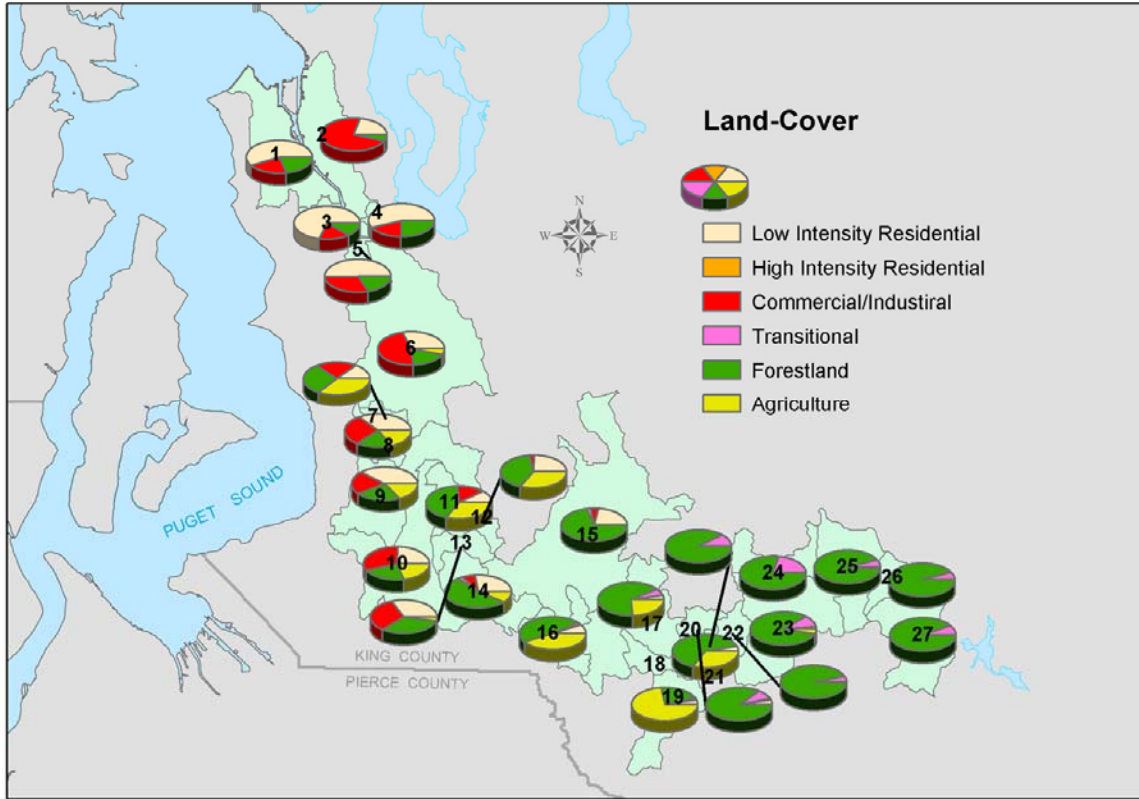 Land-Cover
Low Intensity Residential
High Intensity Residential
Commercial/Industiral
Transitional
Forestland
Agriculture
N
W E
S
PUGET SOUND
KING COUNTY
PIERCE COUNTY
1
2
3
4
5
6
7
8
9
10
11
12
13
14
15
16
17
18
19
20
21
22
23
24
25
26
27